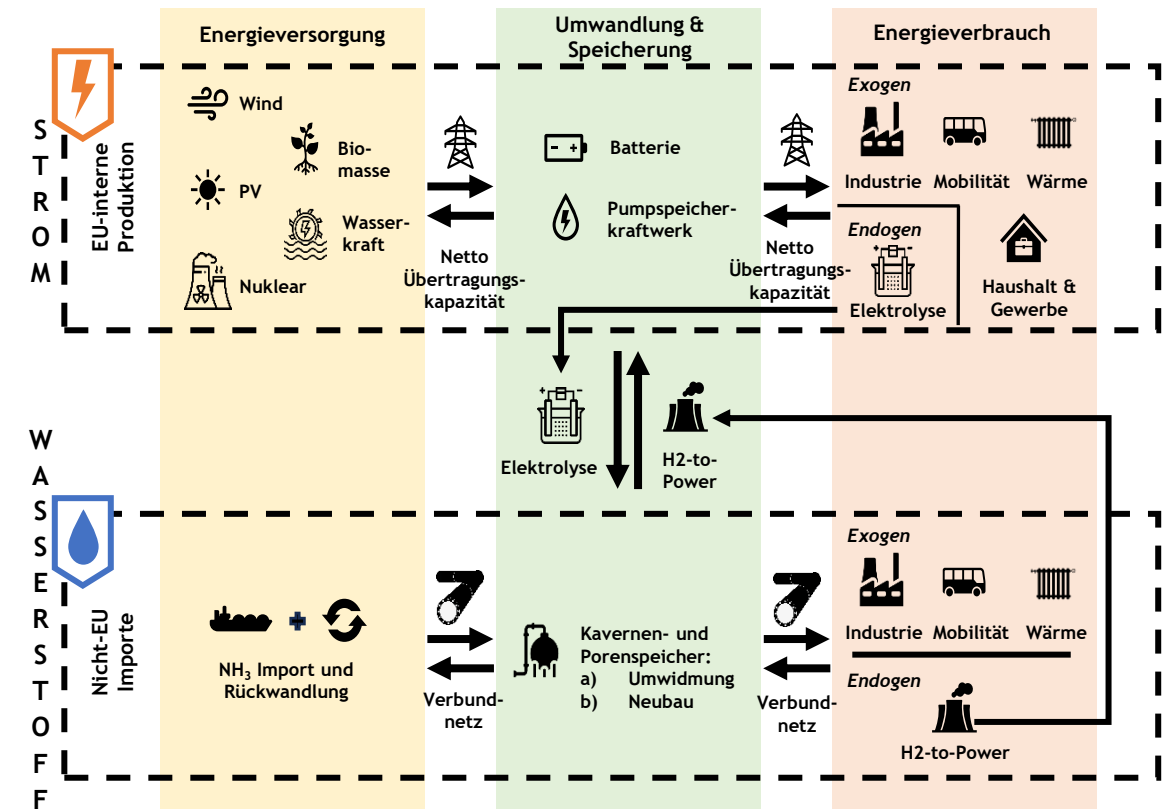 Energieversorgung
Umwandlung &
Speicherung
Energieverbrauch
STROM
EU-interne
Produktion
Wind
Bio-
masse
PV
Wasser-
kraft
Nuklear
Netto
Übertragungs-
kapazität
Batterie
Pumpspeicher-
kraftwerk
Netto
Übertragungs-
kapazität
Exogen
Industrie
Mobilität
Wärme
Endogen
Elektrolyse
Haushalt &
Gewerbe
Elektrolyse
H2-to-
Power
WASSERSTOFF
Nicht-EU
Importe
NH₃ Import und
Rückwandlung
Verbund-
netz
Kavernen- und
Porenspeicher:
a) Umwidmung
b) Neubau
Verbund-
netz
Exogen
Industrie
Mobilität
Wärme
Endogen
H2-to-Power